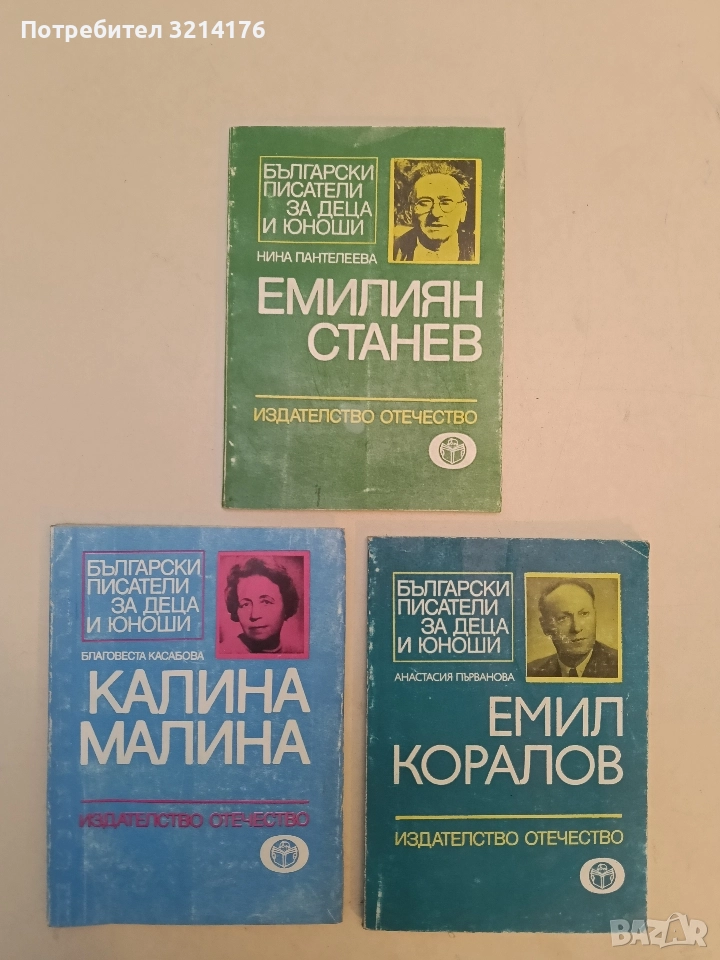 Потребител 3214176
БЪЛГАРСКИ
ПИСАТЕЛИ
ЗА ДЕЦА
И ЮНОШИ
НИНА ПАНТЕЛЕЕВА
ЕМИЛИЯН
СТАНЕВ
ИЗДАТЕЛСТВО ОТЕЧЕСТВО
БЪЛГАРСКИ
ПИСАТЕЛИ
ЗА ДЕЦА
И ЮНОШИ
БЛАГОВЕСТА КАСАБОВА
КАЛИНА
МАЛИНА
ИЗДАТЕЛСТВО ОТЕЧЕСТВО
БЪЛГАРСКИ
ПИСАТЕЛИ
ЗА ДЕЦА
И ЮНОШИ
АНАСТАСИЯ ПЪРВАНОВА
ЕМИЛ
КОРАЛОВ
ИЗДАТЕЛСТВО ОТЕЧЕСТВО
BAZAR